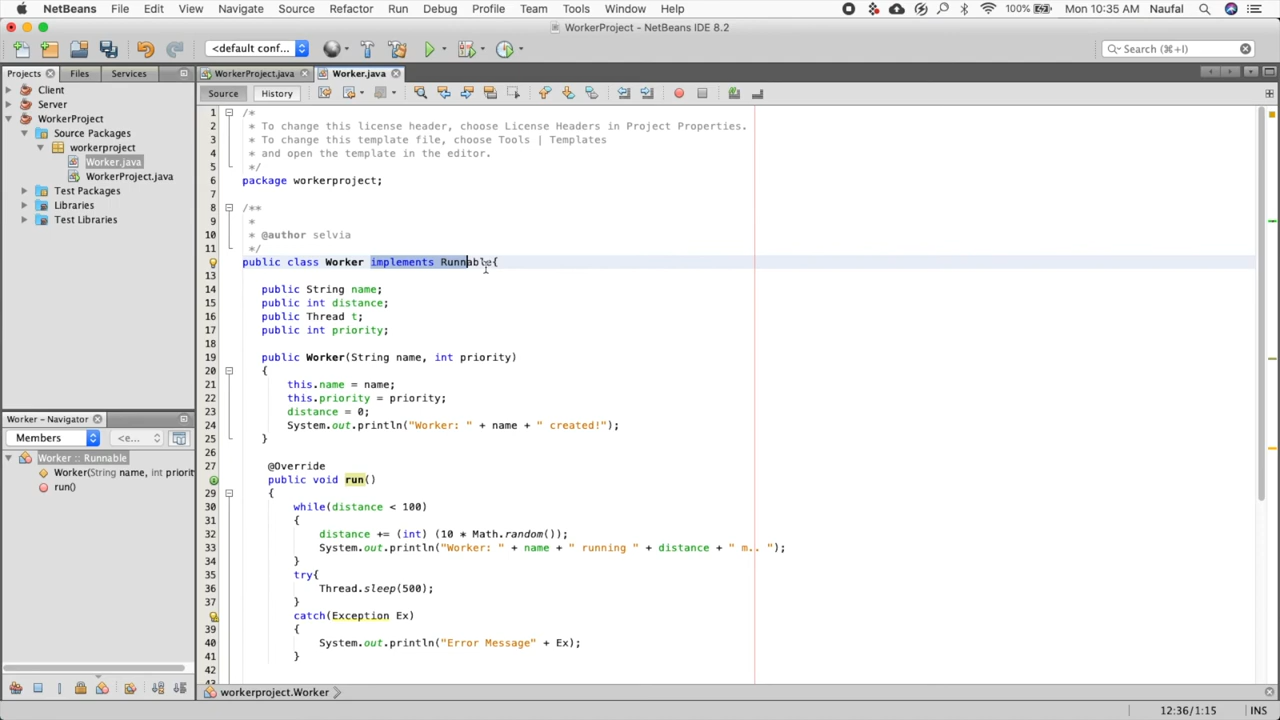 NetBeans File Edit View Navigate Source Refactor Run Debug Profile Team Tools Window Help 100% Mon 10:35 AM Naufal
WorkerProject - NetBeans IDE 8.2
<default conf... Search (⌘+I)
Projects Files Services WorkerProject.java Worker.java
Source History
Client
Server
WorkerProject
Source Packages
workerproject
Worker.java
WorkerProject.java
Test Packages
Libraries
Test Libraries
Worker - Navigator
Members <e...
Worker :: Runnable
Worker(String name, int priorit
run()
1 /*
2 * To change this license header, choose License Headers in Project Properties.
3 * To change this template file, choose Tools | Templates
4 * and open the template in the editor.
5 */
6 package workerproject;
7
8 /**
9 *
10 * @author selvia
11 */
public class Worker implements Runnable{
13
14 public String name;
15 public int distance;
16 public Thread t;
17 public int priority;
18
19 public Worker(String name, int priority)
20 {
21 this.name = name;
22 this.priority = priority;
23 distance = 0;
24 System.out.println("Worker: " + name + " created!");
25 }
26
27 @Override
public void run()
29 {
30 while(distance < 100)
31 {
32 distance += (int) (10 * Math.random());
33 System.out.println("Worker: " + name + " running " + distance + " m.. ");
34 }
35 try{
36 Thread.sleep(500);
37 }
catch(Exception Ex)
39 {
40 System.out.println("Error Message" + Ex);
41 }
42
43
workerproject.Worker
12:36/1:15 INS